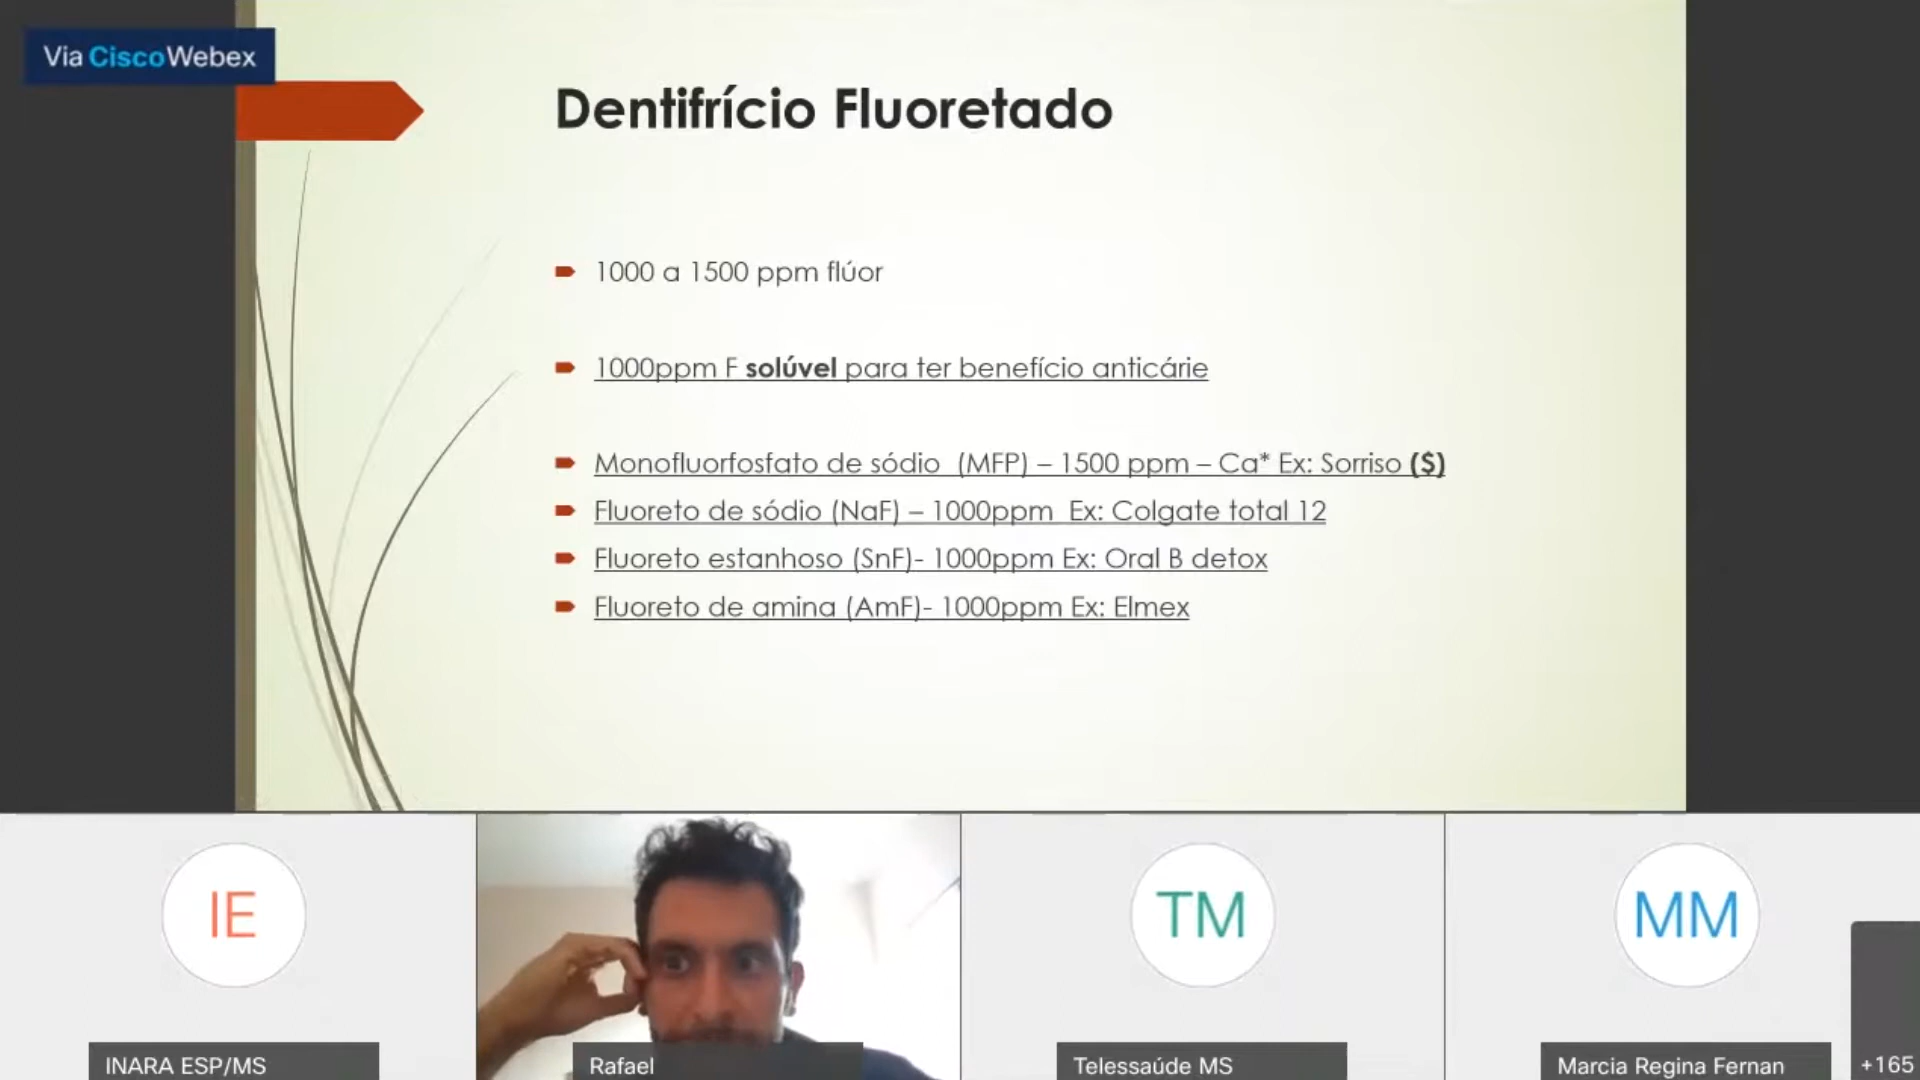 Via CiscoWebex
Dentifrício Fluoretado
1000 a 1500 ppm flúor
1000ppm F solúvel para ter benefício anticárie
Monofluorfosfato de sódio (MFP) – 1500 ppm – Ca* Ex: Sorriso ($)
Fluoreto de sódio (NaF) – 1000ppm Ex: Colgate total 12
Fluoreto estanhoso (SnF)- 1000ppm Ex: Oral B detox
Fluoreto de amina (AmF)- 1000ppm Ex: Elmex
IE
TM
MM
INARA ESP/MS
Rafael
Telessaúde MS
Marcia Regina Fernan
+165